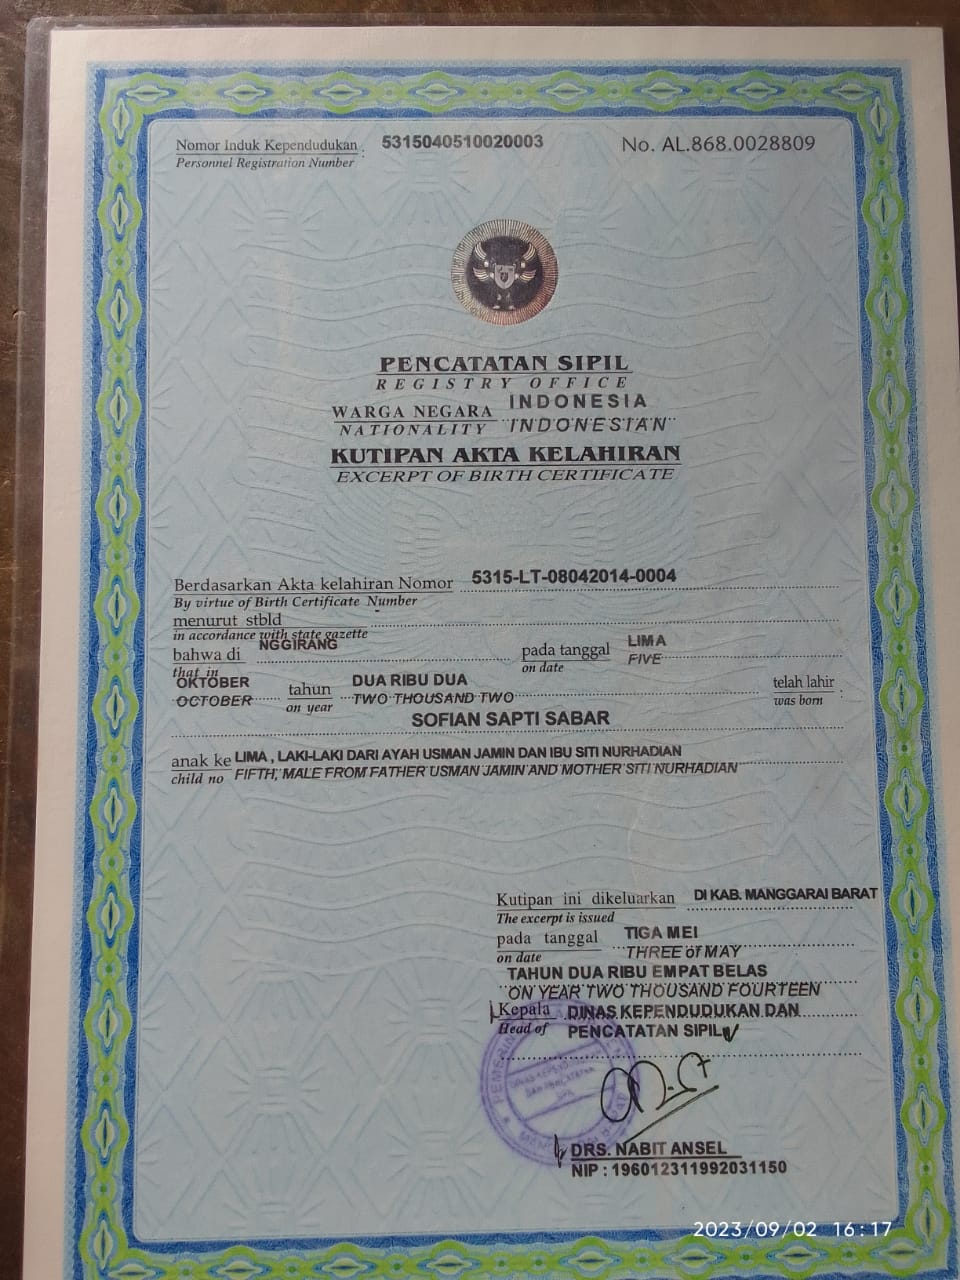 Nomor Induk Kependudukan : 5315040510020003 No. AL.868.0028809
Personnel Registration Number
PENCATATAN SIPIL
REGISTRY OFFICE
WARGA NEGARA INDONESIA
NATIONALITY INDONESIAN
KUTIPAN AKTA KELAHIRAN
EXCERPT OF BIRTH CERTIFICATE
Berdasarkan Akta kelahiran Nomor 5315-LT-08042014-0004
By virtue of Birth Certificate Number
menurut stbld
in accordance with state gazette
bahwa di NGGIRANG pada tanggal LIMA
that in on date FIVE
OKTOBER tahun DUA RIBU DUA telah lahir :
OCTOBER on year TWO THOUSAND TWO was born
SOFIAN SAPTI SABAR
anak ke LIMA , LAKI-LAKI DARI AYAH USMAN JAMIN DAN IBU SITI NURHADIAN
child no FIFTH, MALE FROM FATHER USMAN JAMIN AND MOTHER SITI NURHADIAN
Kutipan ini dikeluarkan DI KAB. MANGGARAI BARAT
The excerpt is issued
pada tanggal TIGA MEI
on date THREE of MAY
TAHUN DUA RIBU EMPAT BELAS
ON YEAR TWO THOUSAND FOURTEEN
Kepala DINAS KEPENDUDUKAN DAN
Head of PENCATATAN SIPIL
DRS. NABIT ANSEL
NIP : 196012311992031150
2023/09/02 16:17